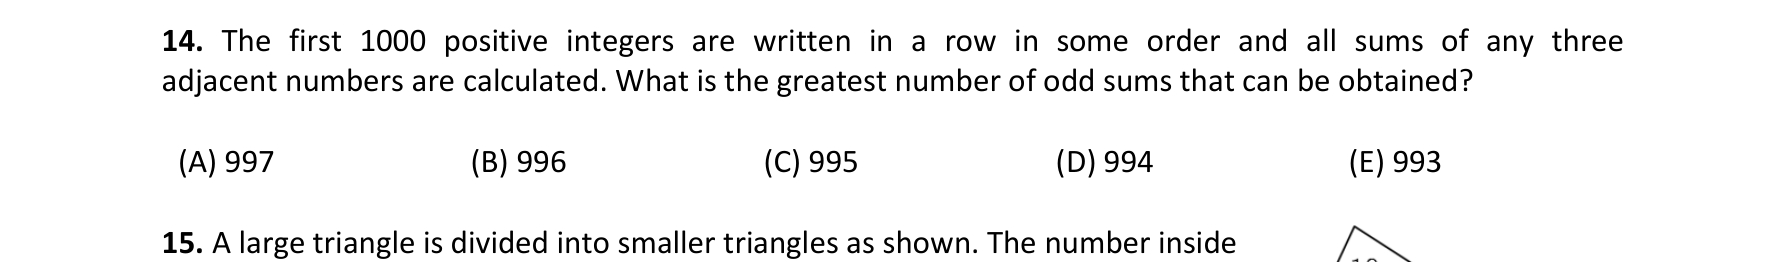 14. The first 1000 positive integers are written in a row in some order and all sums of any three
adjacent numbers are calculated. What is the greatest number of odd sums that can be obtained?
(A) 997 (B) 996 (C) 995 (D) 994 (E) 993
15. A large triangle is divided into smaller triangles as shown. The number inside